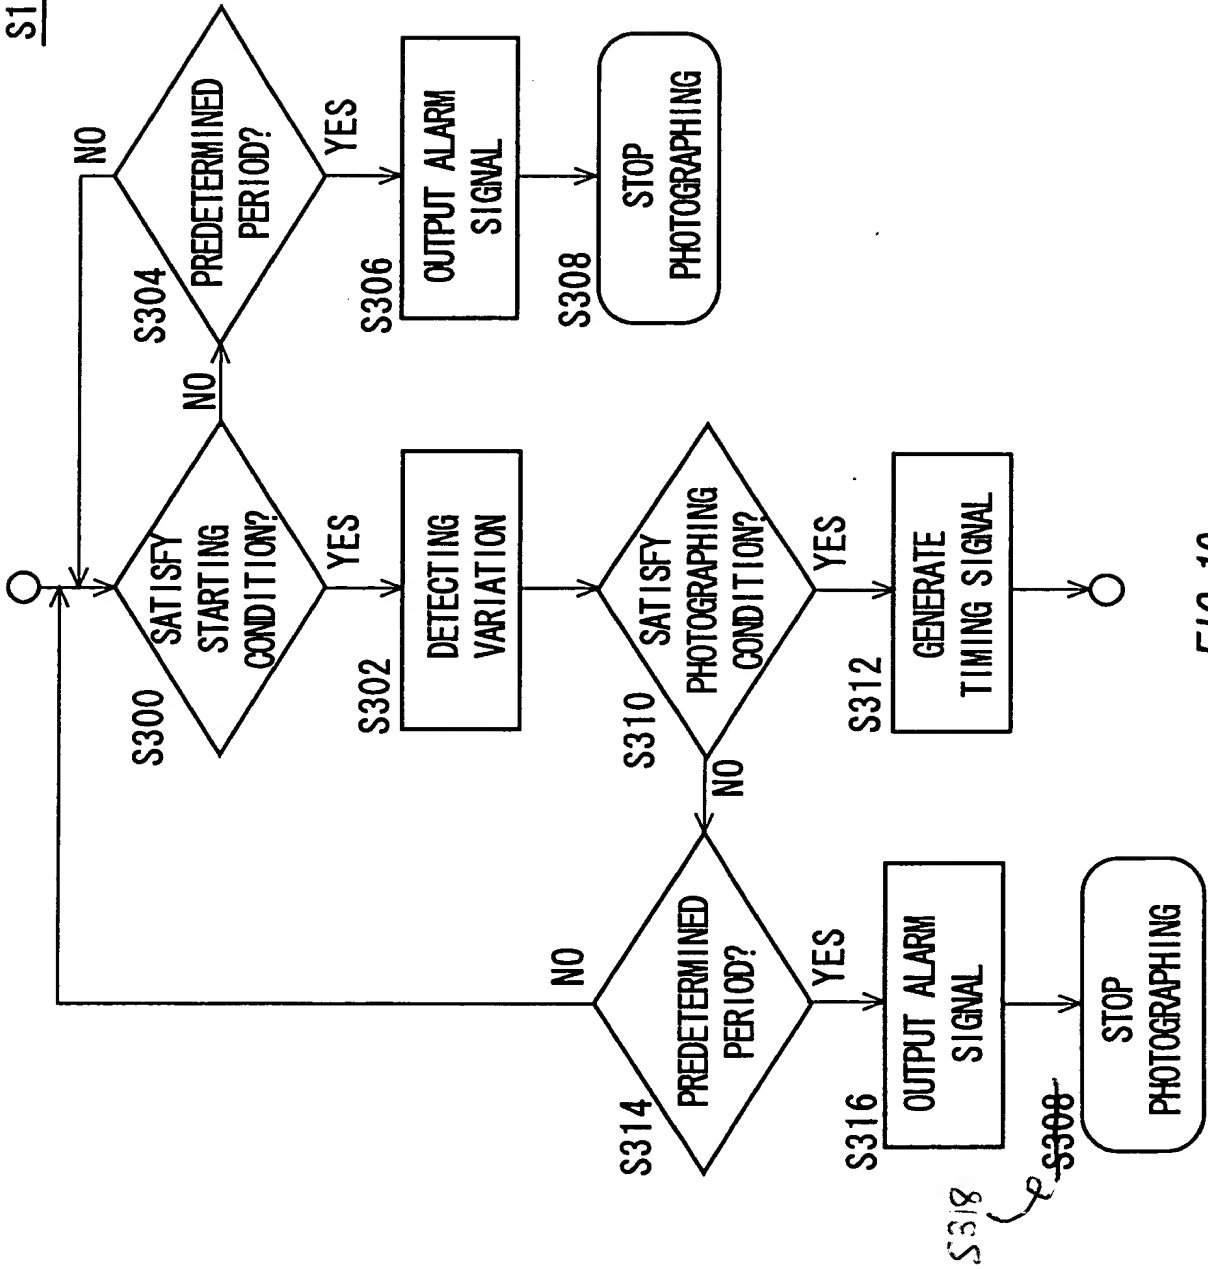 S1
S300
SATISFY
STARTING
CONDITION?
NO
YES
S304
PREDETERMINED
PERIOD?
NO
YES
S306
OUTPUT ALARM
SIGNAL
S308
STOP
PHOTOGRAPHING
S302
DETECTING
VARIATION
S310
SATISFY
PHOTOGRAPHING
CONDITION?
NO
YES
S312
GENERATE
TIMING SIGNAL
S314
PREDETERMINED
PERIOD?
NO
YES
S316
OUTPUT ALARM
SIGNAL
S318
S308
STOP
PHOTOGRAPHING